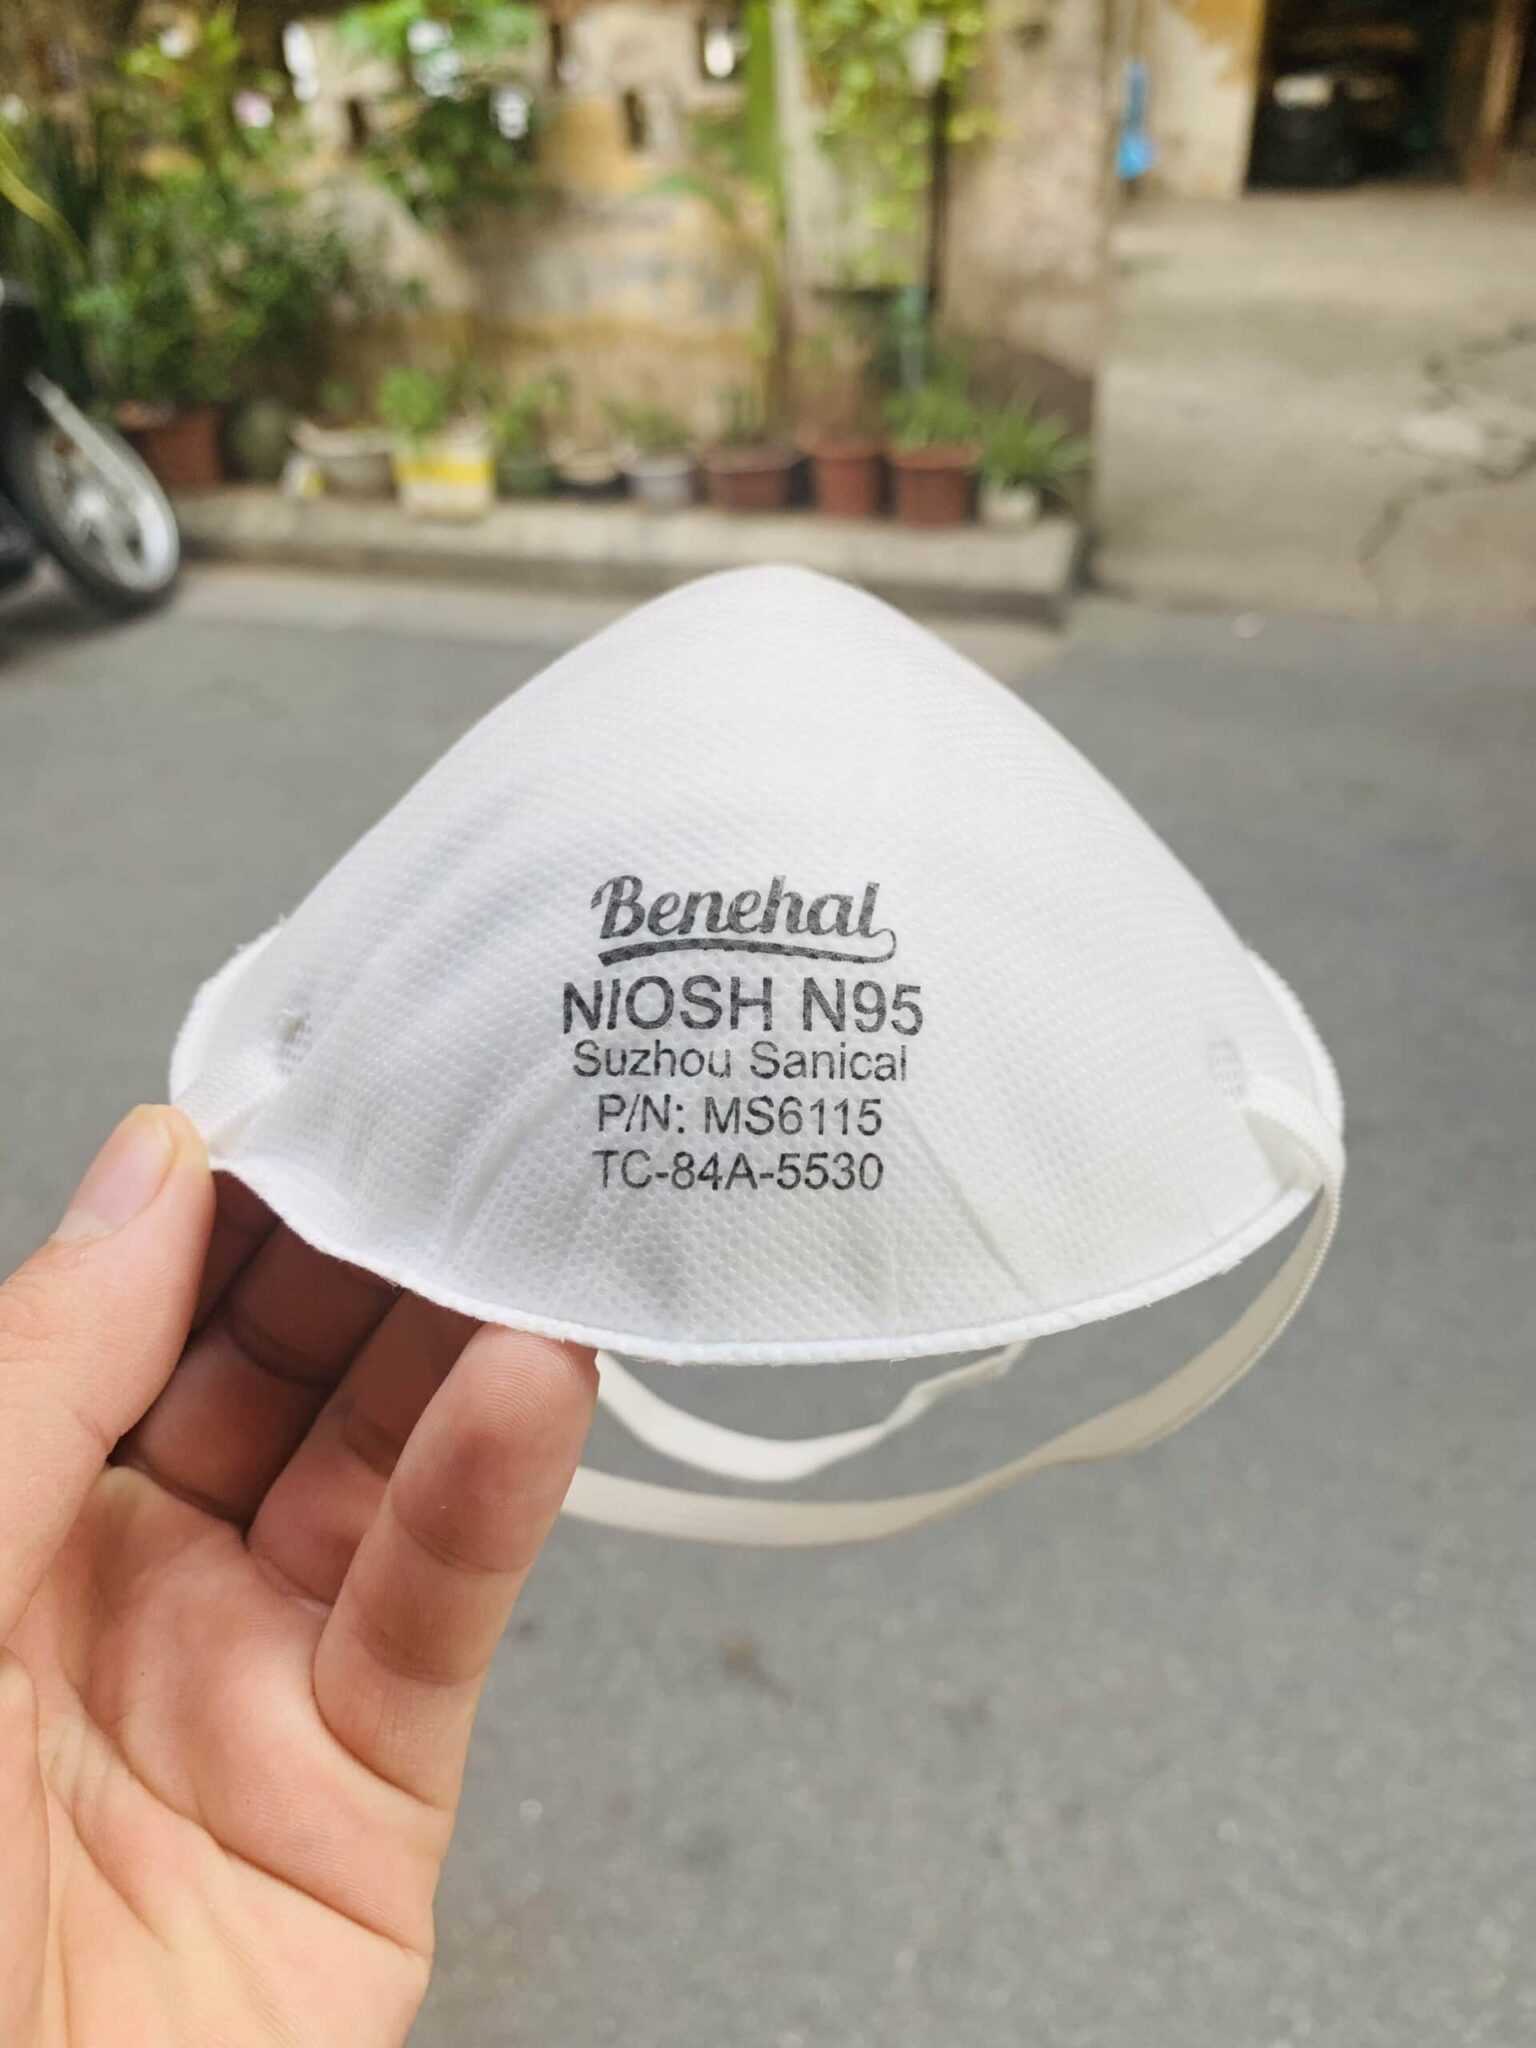 Benehal
NIOSH N95
Suzhou Sanical
P/N: MS6115
TC-84A-5530